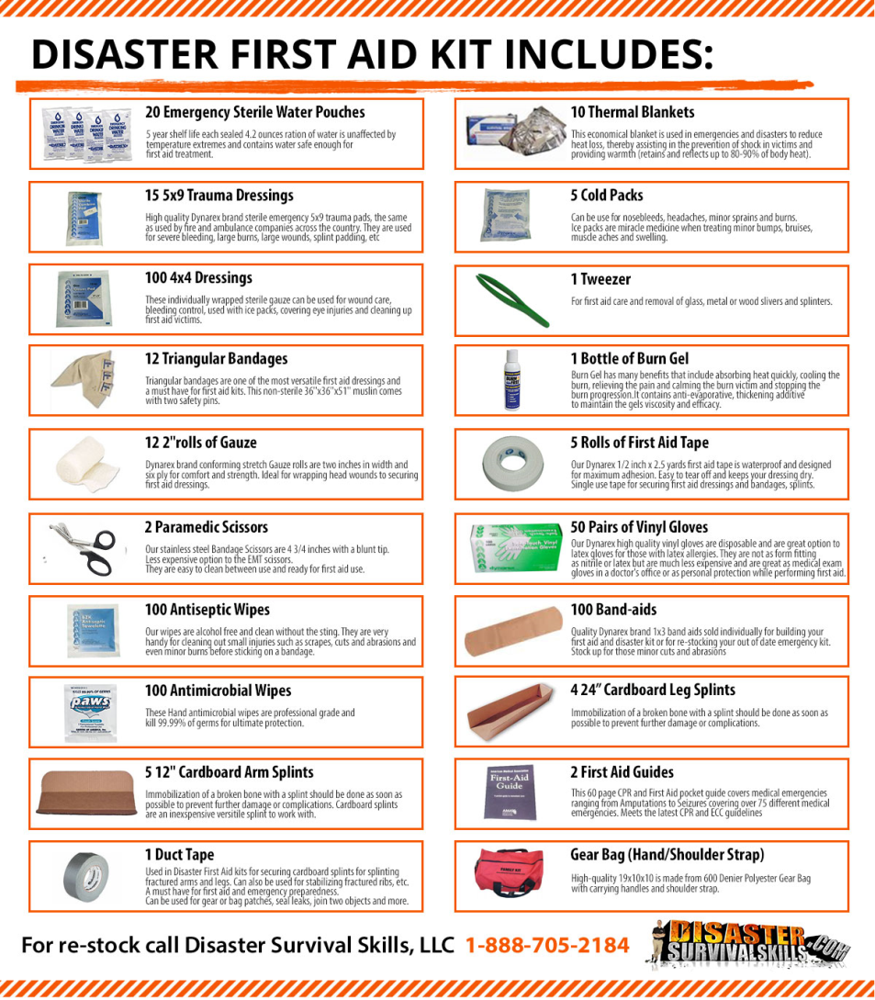 DISASTER FIRST AID KIT INCLUDES:
20 Emergency Sterile Water Pouches
5 year shelf life each sealed 4.2 ounces ration of water is unaffected by
temperature extremes and contains water safe enough for
first aid treatment.
15 5x9 Trauma Dressings
High quality Dynarex brand sterile emergency 5x9 trauma pads, the same
as used by fire and ambulance companies across the country. They are used
for severe bleeding, large burns, large wounds, splint padding, etc
100 4x4 Dressings
These individually wrapped sterile gauze can be used for wound care,
bleeding control, used with ice packs, covering eye injuries and cleaning up
first aid victims.
12 Triangular Bandages
Triangular bandages are one of the most versatile first aid dressings and
a must have for first aid kits. This non-sterile 36"x36"x51" muslin comes
with two safety pins.
12 2"rolls of Gauze
Dynarex brand conforming stretch Gauze rolls are two inches in width and
six ply for comfort and strength. Ideal for wrapping head wounds to securing
first aid dressings.
2 Paramedic Scissors
Our stainless steel Bandage Scissors are 4 3/4 inches with a blunt tip.
Less expensive option to the EMT scissors.
They are easy to clean between use and ready for first aid use.
100 Antiseptic Wipes
Our wipes are alcohol free and clean without the sting. They are very
handy for cleaning out small injuries such as scrapes, cuts and abrasions and
even minor burns before sticking on a bandage.
paws
100 Antimicrobial Wipes
These Hand antimicrobial wipes are professional grade and
kill 99.99% of germs for ultimate protection.
5 12" Cardboard Arm Splints
Immobilization of a broken bone with a splint should be done as soon as
possible to prevent further damage or complications. Cardboard splints
are an inexspensive versitile splint to work with.
1 Duct Tape
Used in Disaster First Aid kits for securing cardboard splints for splinting
fractured arms and legs. Can also be used for stabilizing fractured ribs, etc.
A must have for first aid and emergency preparedness.
Can be used for gear or bag patches, seal leaks, join two objects and more.
10 Thermal Blankets
This economical blanket is used in emergencies and disasters to reduce
heat loss, thereby assisting in the prevention of shock in victims and
providing warmth (retains and reflects up to 80-90% of body heat).
5 Cold Packs
Can be use for nosebleeds, headaches, minor sprains and burns.
Ice packs are miracle medicine when treating minor bumps, bruises,
muscle aches and swelling.
1 Tweezer
For first aid care and removal of glass, metal or wood slivers and splinters.
1 Bottle of Burn Gel
Burn Gel has many benefits that include absorbing heat quickly, cooling the
burn, relieving the pain and calming the burn victim and stopping the
burn progression.It contains anti-evaporative, thickening additive
to maintain the gels viscosity and efficacy.
5 Rolls of First Aid Tape
Our Dynarex 1/2 inch x 2.5 yards first aid tape is waterproof and designed
for maximum adhesion. Easy to tear off and keeps your dressing dry.
Single use tape for securing first aid dressings and bandages, splints.
50 Pairs of Vinyl Gloves
Our Dynarex high quality vinyl gloves are disposable and are great option to
latex gloves for those with latex allergies. They are not as form fitting
as nitrile or latex but are much less expensive and are great as medical exam
gloves in a doctor's office or as personal protection while performing first aid.
100 Band-aids
Quality Dynarex brand 1x3 band aids sold individually for building your
first aid and disaster kit or for re-stocking your out of date emergency kit.
Stock up for those minor cuts and abrasions
4 24” Cardboard Leg Splints
Immobilization of a broken bone with a splint should be done as soon as
possible to prevent further damage or complications.
First-Aid
Guide
2 First Aid Guides
This 60 page CPR and First Aid pocket guide covers medical emergencies
ranging from Amputations to Seizures covering over 75 different medical
emergencies. Meets the latest CPR and ECC guidelines
Gear Bag (Hand/Shoulder Strap)
High-quality 19x10x10 is made from 600 Denier Polyester Gear Bag
with carrying handles and shoulder strap.
For re-stock call Disaster Survival Skills, LLC 1-888-705-2184
DISASTER
SURVIVALSKILLS
.COM